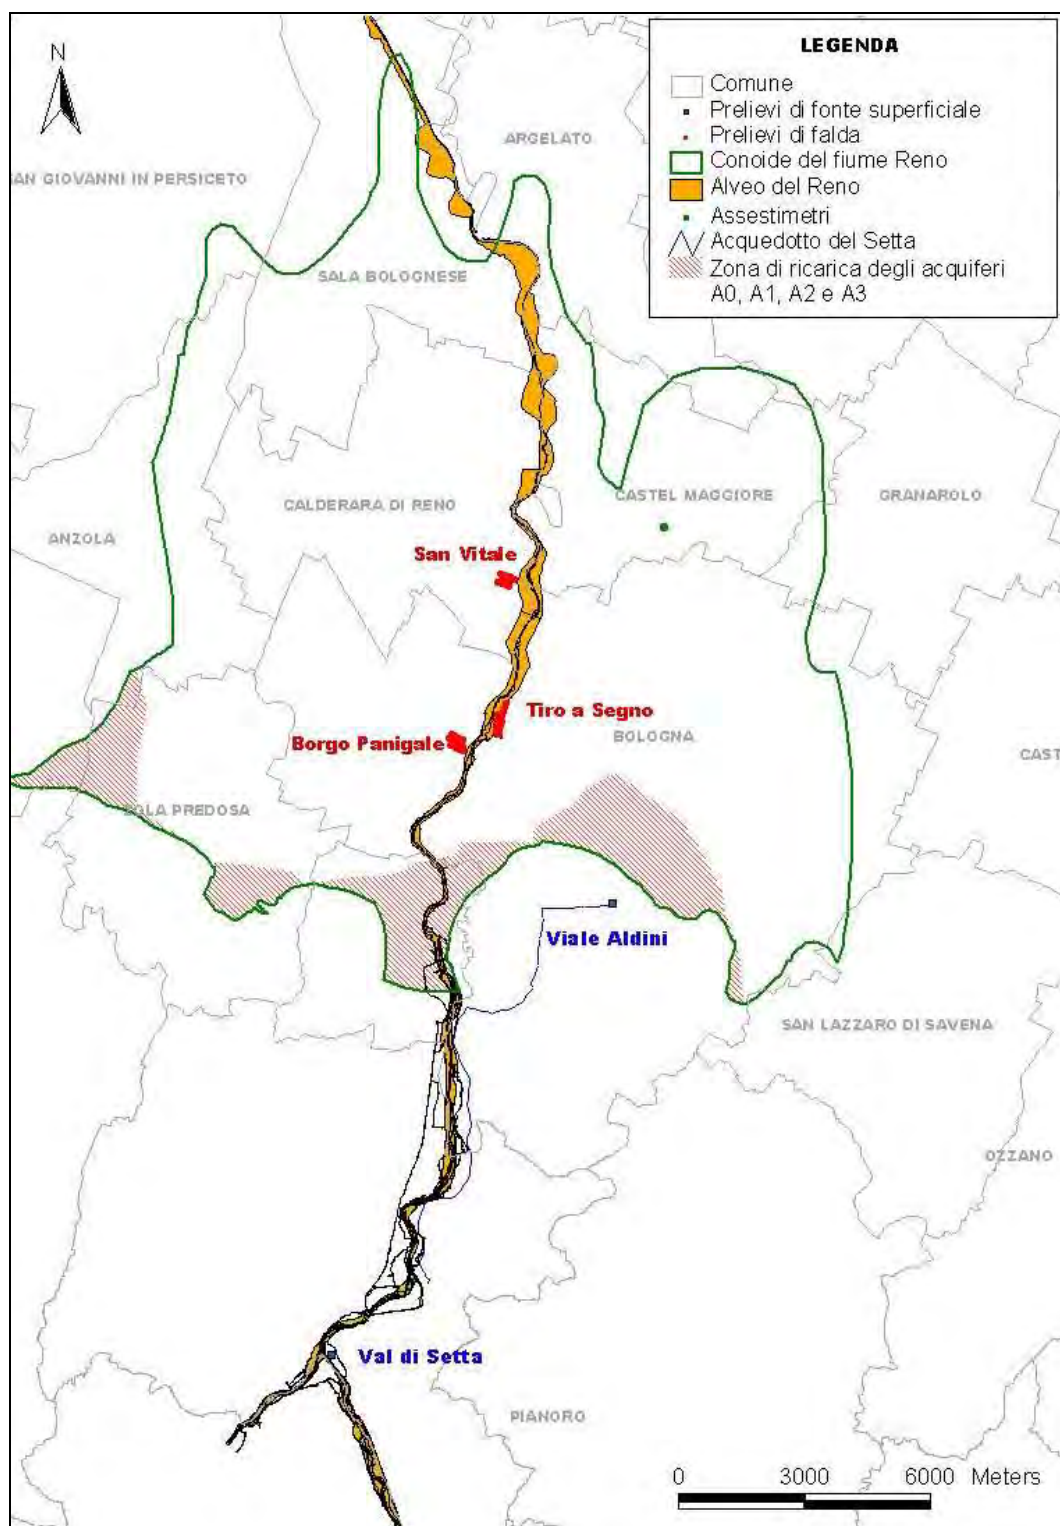 N
LEGENDA
Comune
Prelievi di fonte superficiale
Prelievi di falda
Conoide del fiume Reno
Alveo del Reno
Assestimetri
Acquedotto del Setta
Zona di ricarica degli acquiferi
A0, A1, A2 e A3
ARGELATO
AN GIOVANNI IN PERSICETO
SALA BOLOGNESE
CALDERARA DI RENO
CASTEL MAGGIORE
GRANAROLO
ANZOLA
San Vitale
Tiro a Segno
BOLOGNA
Borgo Panigale
CAST
OLA PREDOSA
Viale Aldini
SAN LAZZARO DI SAVENA
OZZANO
Val di Setta
PIANORO
0 3000 6000 Meters